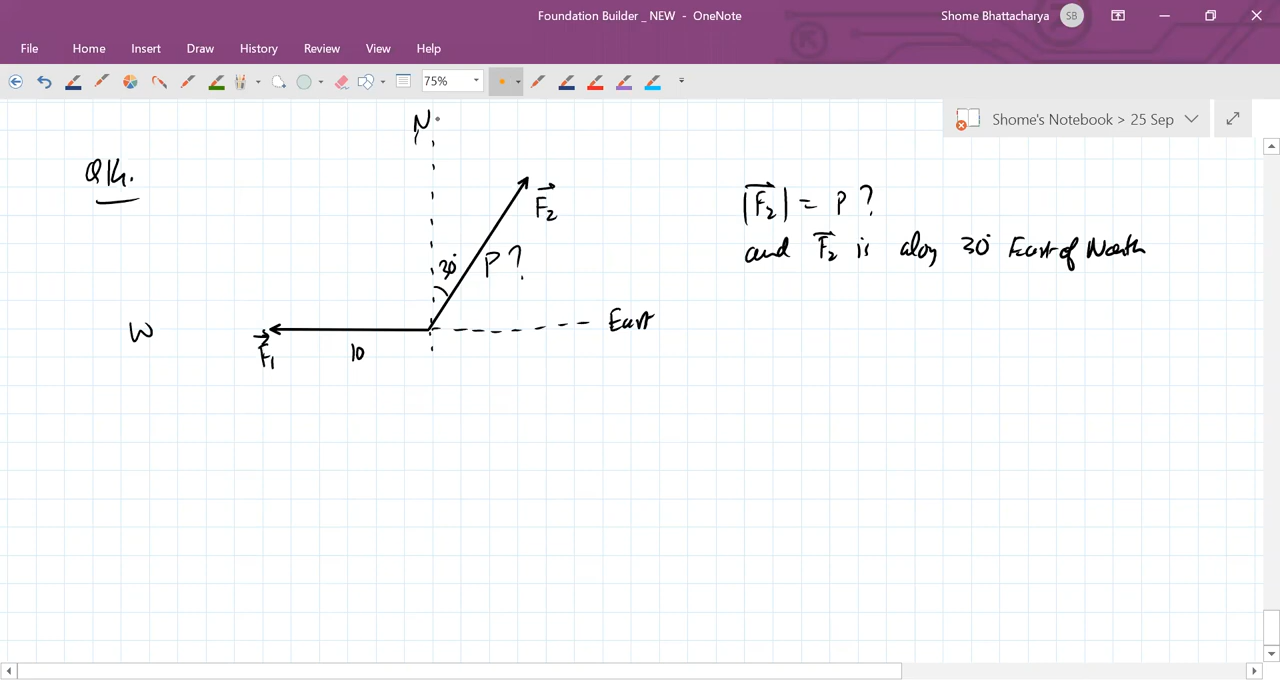 Foundation Builder _ NEW - OneNote
Shome Bhattacharya
SB
File Home Insert Draw History Review View Help
75%
Shome's Notebook > 25 Sep
N
Q14.
F₂
|F₂| = P ?
30° P ?
and F₂ is along 30° East of North
W
East
F₁
10